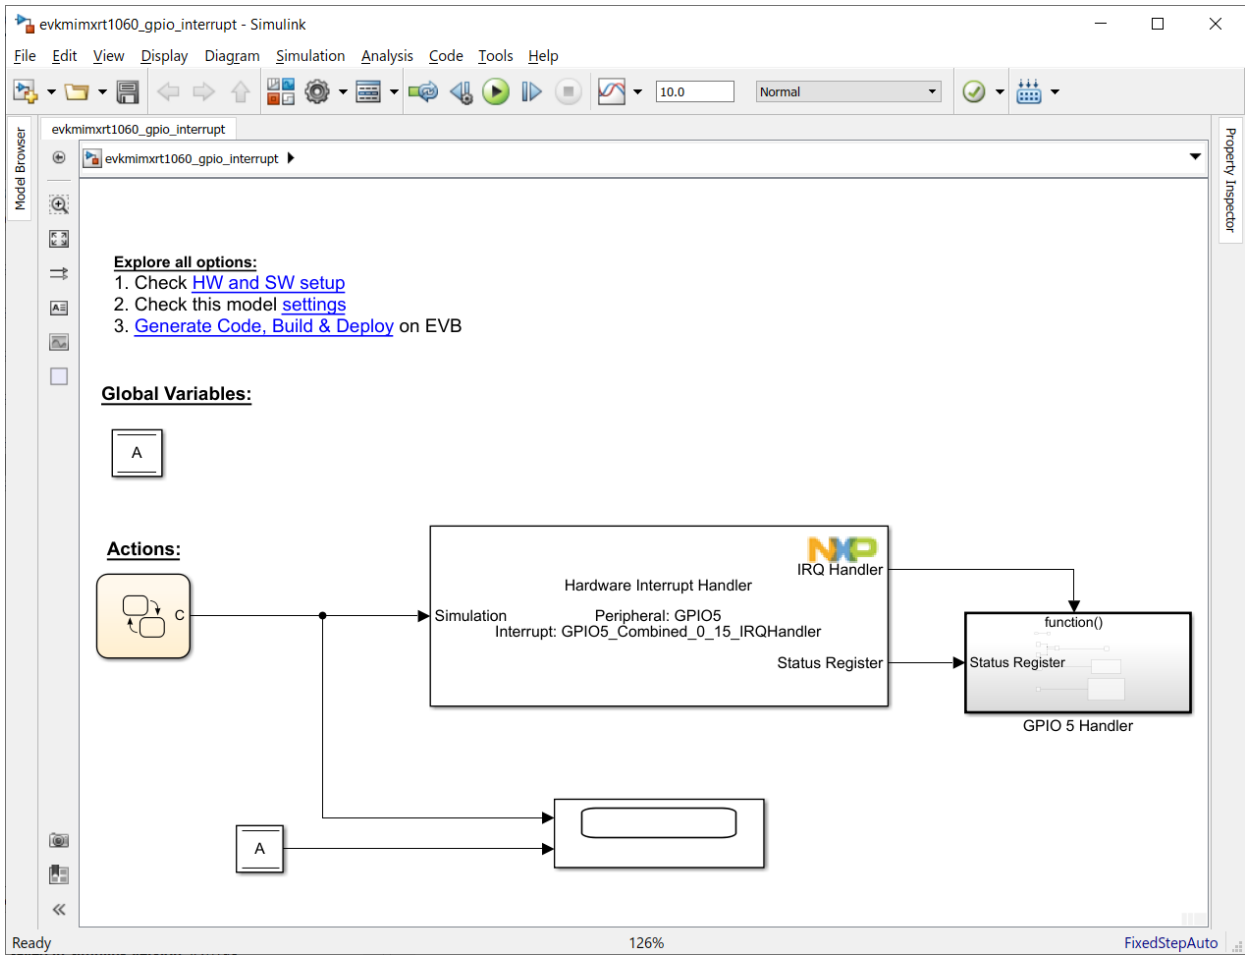 evkmimxrt1060_gpio_interrupt - Simulink
File Edit View Display Diagram Simulation Analysis Code Tools Help
10.0
Normal
Model Browser
evkmimxrt1060_gpio_interrupt
evkmimxrt1060_gpio_interrupt
Property Inspector
Explore all options:
1. Check HW and SW setup
2. Check this model settings
3. Generate Code, Build & Deploy on EVB
Global Variables:
A
Actions:
C
NXP
IRQ Handler
Hardware Interrupt Handler
Simulation
Peripheral: GPIO5
Interrupt: GPIO5_Combined_0_15_IRQHandler
Status Register
function()
Status Register
GPIO 5 Handler
A
Ready
126%
FixedStepAuto